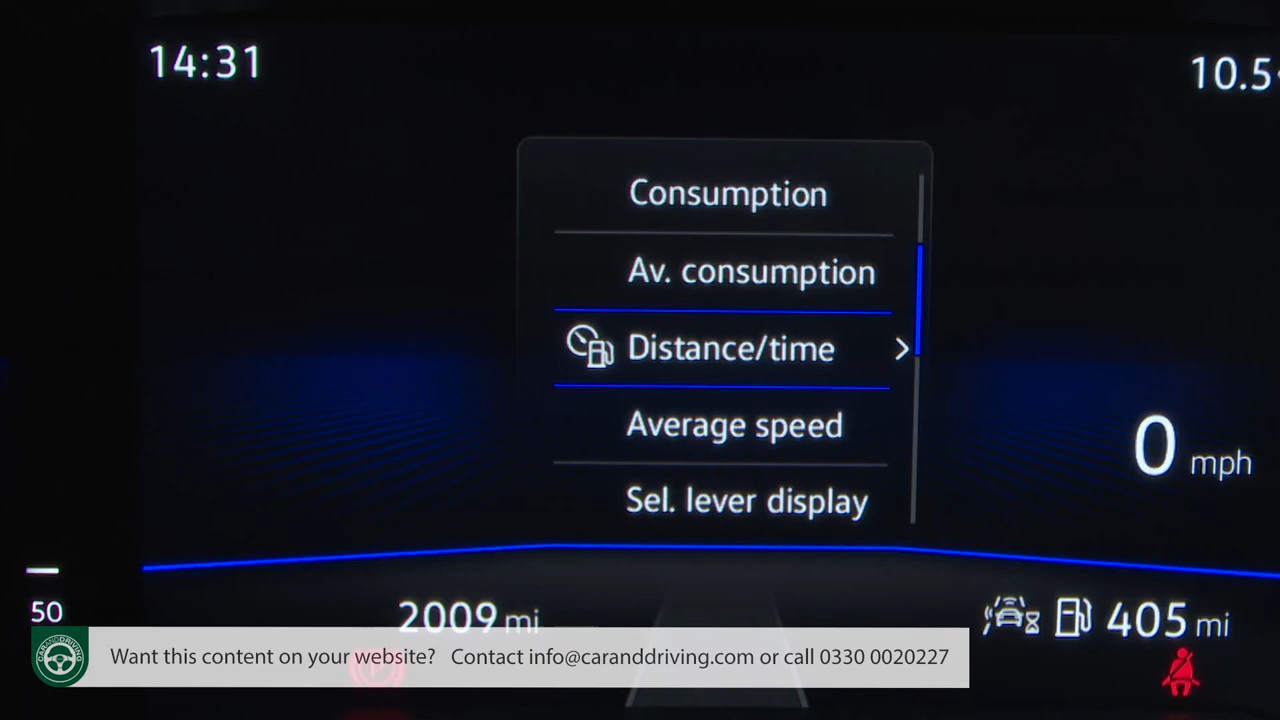 14:31
10.5
Consumption
Av. consumption
Distance/time
Average speed
0 mph
Sel. lever display
50
2009 mi
405 mi
CARANDDRIVING
Want this content on your website? Contact info@caranddriving.com or call 0330 0020227